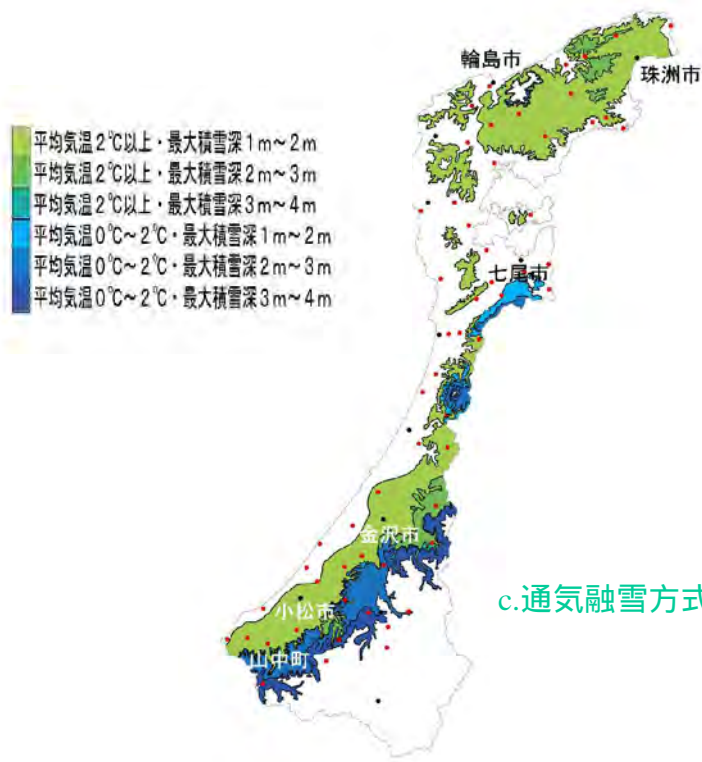 輪島市
珠洲市
平均気温2℃以上・最大積雪深1m～2m
平均気温2℃以上・最大積雪深2m～3m
平均気温2℃以上・最大積雪深3m～4m
平均気温0℃～2℃・最大積雪深1m～2m
平均気温0℃～2℃・最大積雪深2m～3m
平均気温0℃～2℃・最大積雪深3m～4m
七尾市
金沢市
小松市
山中町
c.通気融雪方式